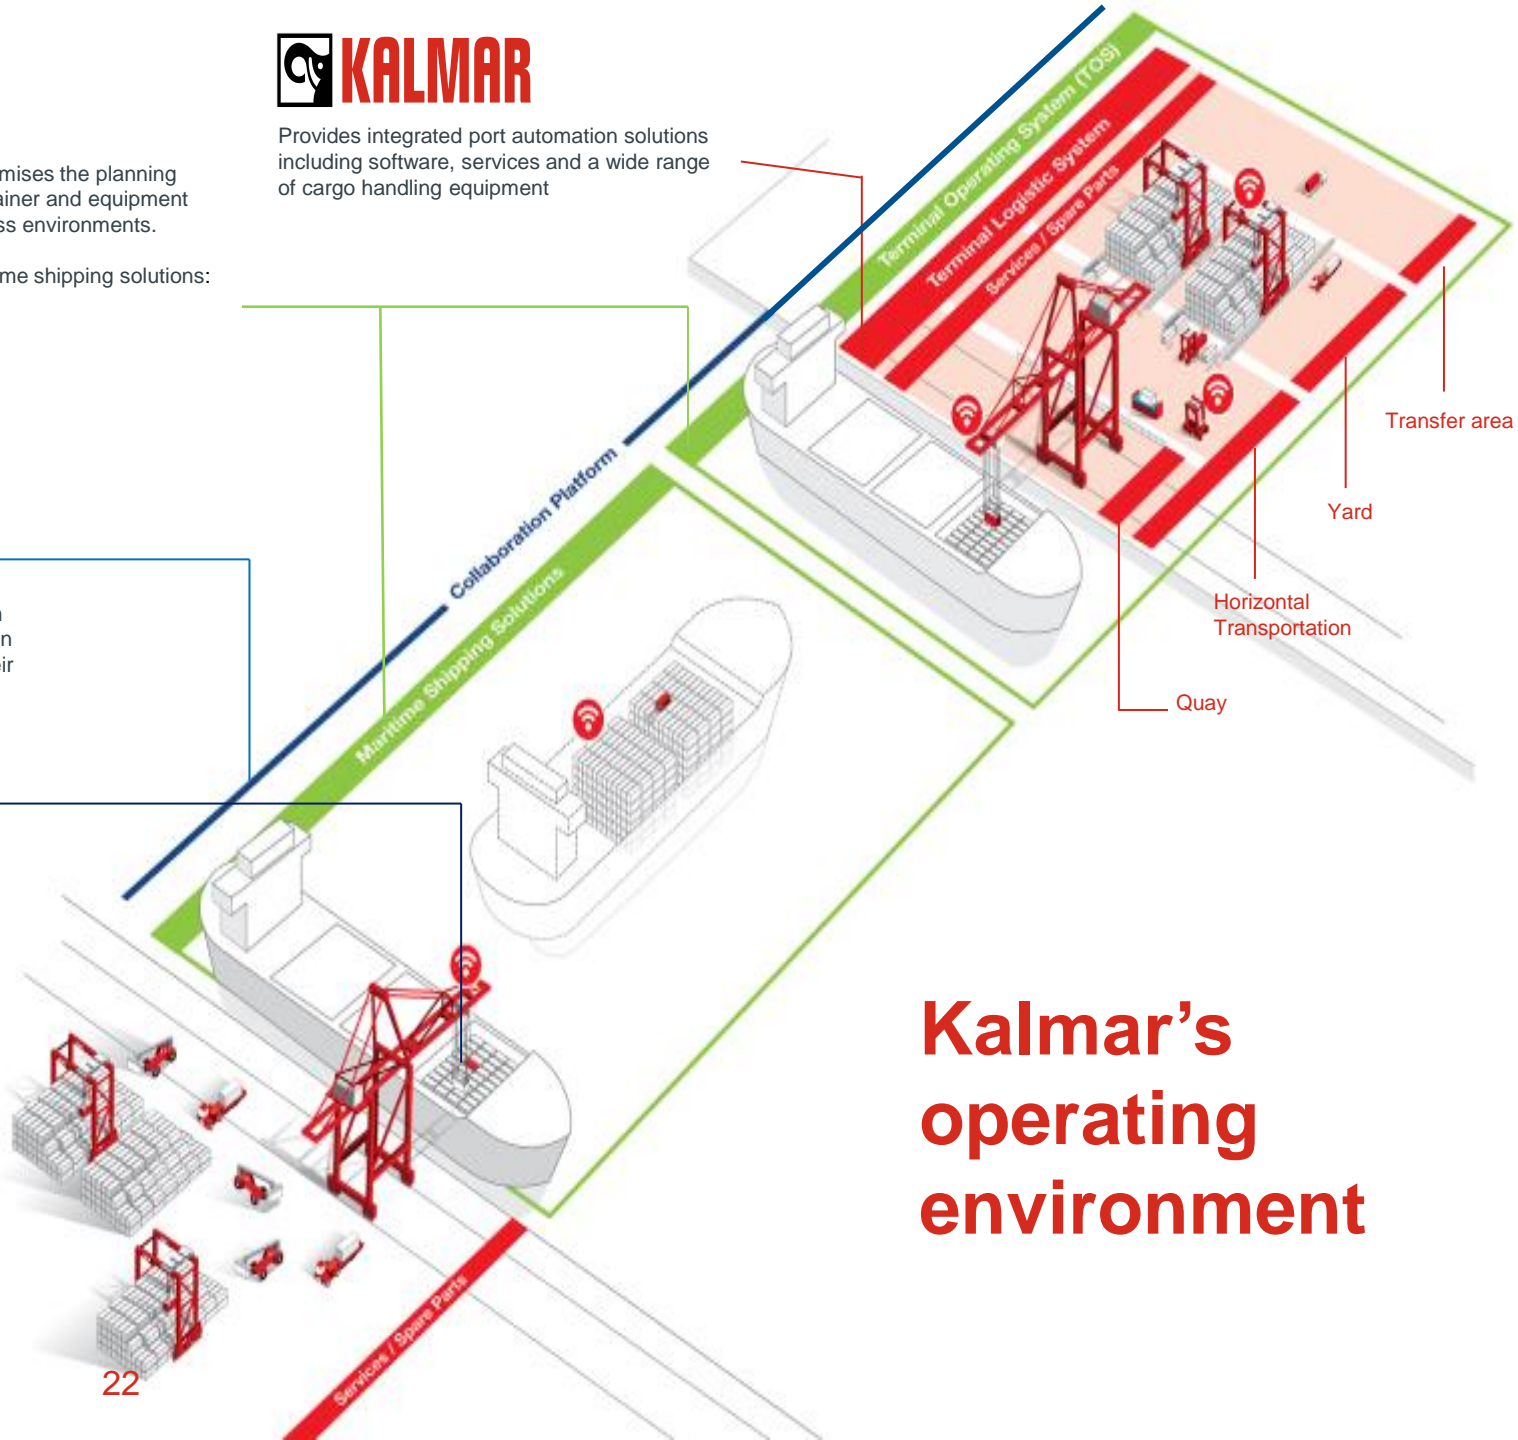 KALMAR
Provides integrated port automation solutions
including software, services and a wide range
of cargo handling equipment
mises the planning
ainer and equipment
ss environments.
me shipping solutions:
n
eir
Terminal Operating System (TOS)
Terminal Logistic System
Services / Spare Parts
Collaboration Platform
Maritime Shipping Solutions
Transfer area
Yard
Horizontal
Transportation
Quay
Kalmar’s
operating
environment
Services / Spare Parts
22